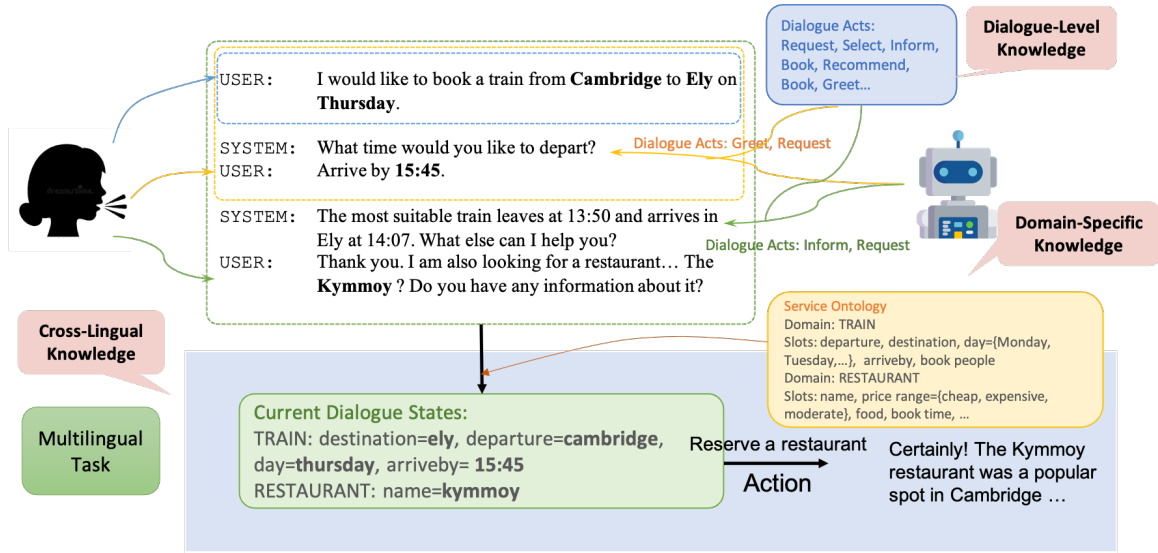 Dialogue Acts:
Request, Select, Inform,
Book, Recommend,
Book, Greet…
Dialogue-Level
Knowledge
USER: I would like to book a train from Cambridge to Ely on
Thursday.
SYSTEM: What time would you like to depart?
Dialogue Acts: Greet, Request
USER: Arrive by 15:45.
SYSTEM: The most suitable train leaves at 13:50 and arrives in
Ely at 14:07. What else can I help you?
Dialogue Acts: Inform, Request
USER: Thank you. I am also looking for a restaurant… The
Kymmoy ? Do you have any information about it?
Domain-Specific
Knowledge
Service Ontology
Domain: TRAIN
Slots: departure, destination, day={Monday,
Tuesday,…}, arriveby, book people
Domain: RESTAURANT
Slots: name, price range={cheap, expensive,
moderate}, food, book time, …
Cross-Lingual
Knowledge
Multilingual
Task
Current Dialogue States:
TRAIN: destination=ely, departure=cambridge,
day=thursday, arriveby= 15:45
RESTAURANT: name=kymmoy
Reserve a restaurant
Action
Certainly! The Kymmoy
restaurant was a popular
spot in Cambridge …